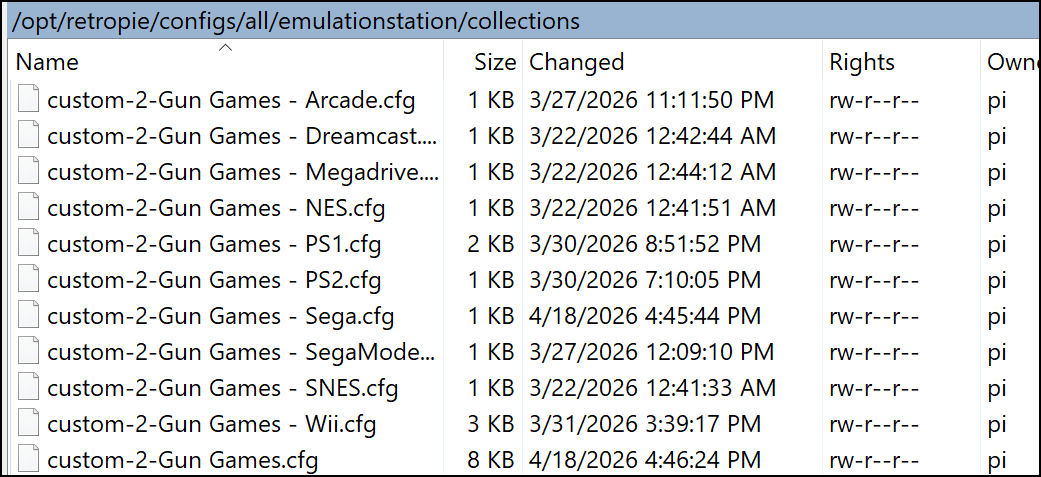 /opt/retropie/configs/all/emulationstation/collections
Name Size Changed Rights Owne
custom-2-Gun Games - Arcade.cfg 1 KB 3/27/2026 11:11:50 PM rw-r--r-- pi
custom-2-Gun Games - Dreamcast.... 1 KB 3/22/2026 12:42:44 AM rw-r--r-- pi
custom-2-Gun Games - Megadrive.... 1 KB 3/22/2026 12:44:12 AM rw-r--r-- pi
custom-2-Gun Games - NES.cfg 1 KB 3/22/2026 12:41:51 AM rw-r--r-- pi
custom-2-Gun Games - PS1.cfg 2 KB 3/30/2026 8:51:52 PM rw-r--r-- pi
custom-2-Gun Games - PS2.cfg 1 KB 3/30/2026 7:10:05 PM rw-r--r-- pi
custom-2-Gun Games - Sega.cfg 1 KB 4/18/2026 4:45:44 PM rw-r--r-- pi
custom-2-Gun Games - SegaMode... 1 KB 3/27/2026 12:09:10 PM rw-r--r-- pi
custom-2-Gun Games - SNES.cfg 1 KB 3/22/2026 12:41:33 AM rw-r--r-- pi
custom-2-Gun Games - Wii.cfg 3 KB 3/31/2026 3:39:17 PM rw-r--r-- pi
custom-2-Gun Games.cfg 8 KB 4/18/2026 4:46:24 PM rw-r--r-- pi